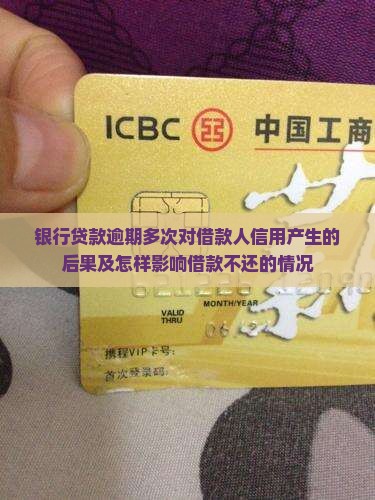 ICBC 中国工商
银行贷款逾期多次对借款人信用产生的
后果及怎样影响借款不还的情况
MONTH/YEAR
VALID
THRU
携程VIP卡号:
首次登录码: